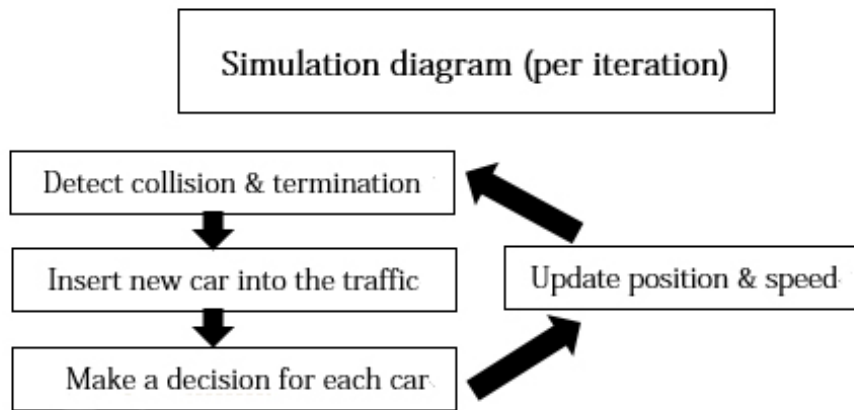 Simulation diagram (per iteration)
Detect collision & termination
Insert new car into the traffic
Update position & speed
Make a decision for each car